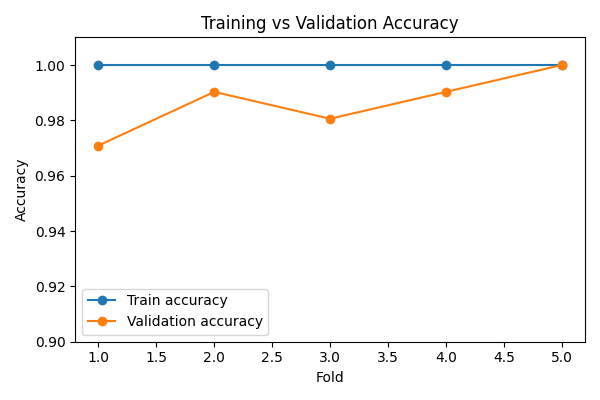 Training vs Validation Accuracy
Accuracy
1.00
0.98
0.96
0.94
0.92
0.90
Train accuracy
Validation accuracy
1.0 1.5 2.0 2.5 3.0 3.5 4.0 4.5 5.0
Fold